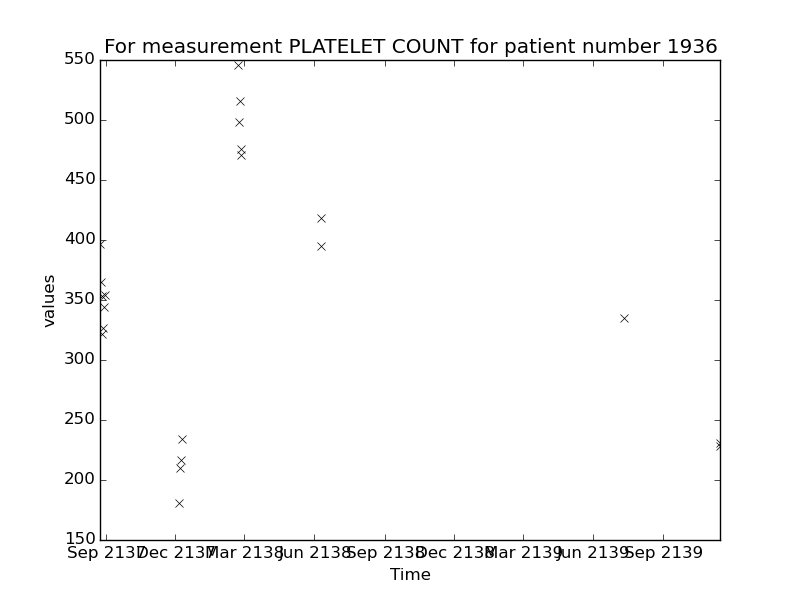 For measurement PLATELET COUNT for patient number 1936
550
500
450
400
350
300
250
200
150
values
Sep 2137 Dec 2137 Mar 2138 Jun 2138 Sep 2138 Dec 2138 Mar 2139 Jun 2139 Sep 2139
Time